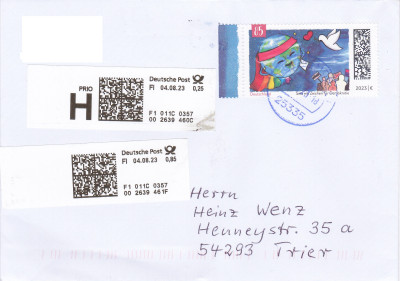 PRIO
H
Deutsche Post
FI 04.08.23 0,25
F1 011C 0357
00 2639 460C
Deutsche Post
FI 04.08.23 0,85
F1 011C 0357
00 2639 461F
85
2023 | €
25335
Herrn
Heinz Wenz
Henneystr. 35 a
54293 Trier